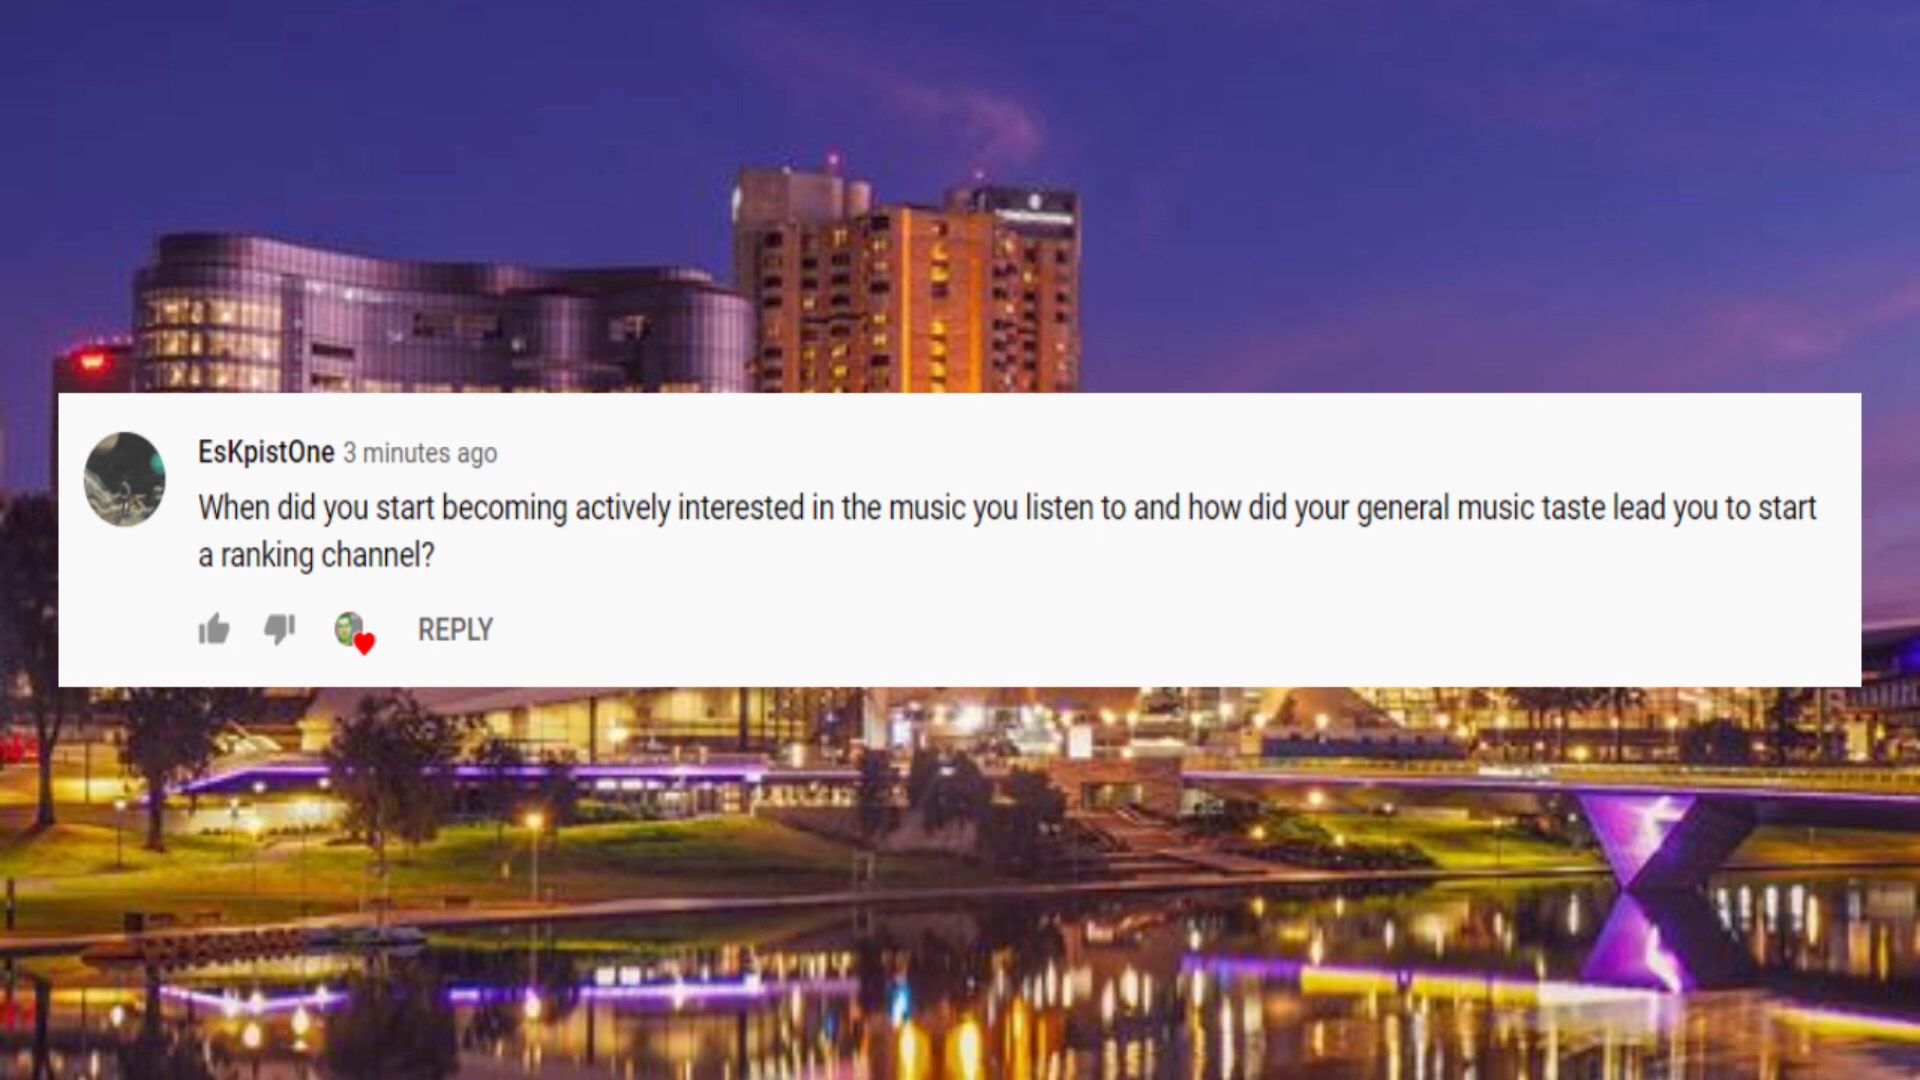 EsKpistOne 3 minutes ago
When did you start becoming actively interested in the music you listen to and how did your general music taste lead you to start
a ranking channel?
REPLY